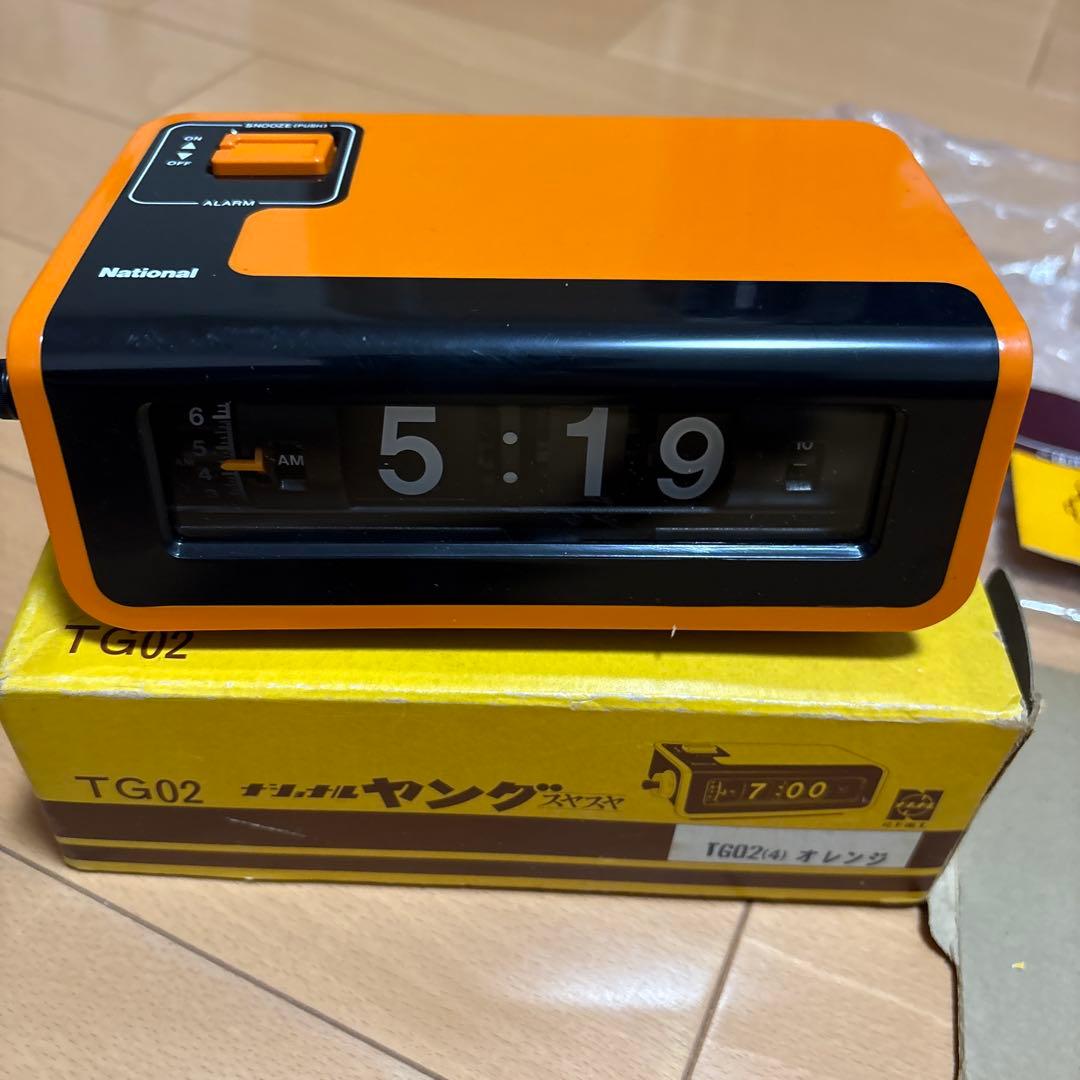 SNOOZE (PUSH)
ON
OFF
ALARM
National
6
5
4
AM
5:19
10
TG02
TG02 ナショナル ヤング スヤスヤ
7:00
TG02(4) オレンジ